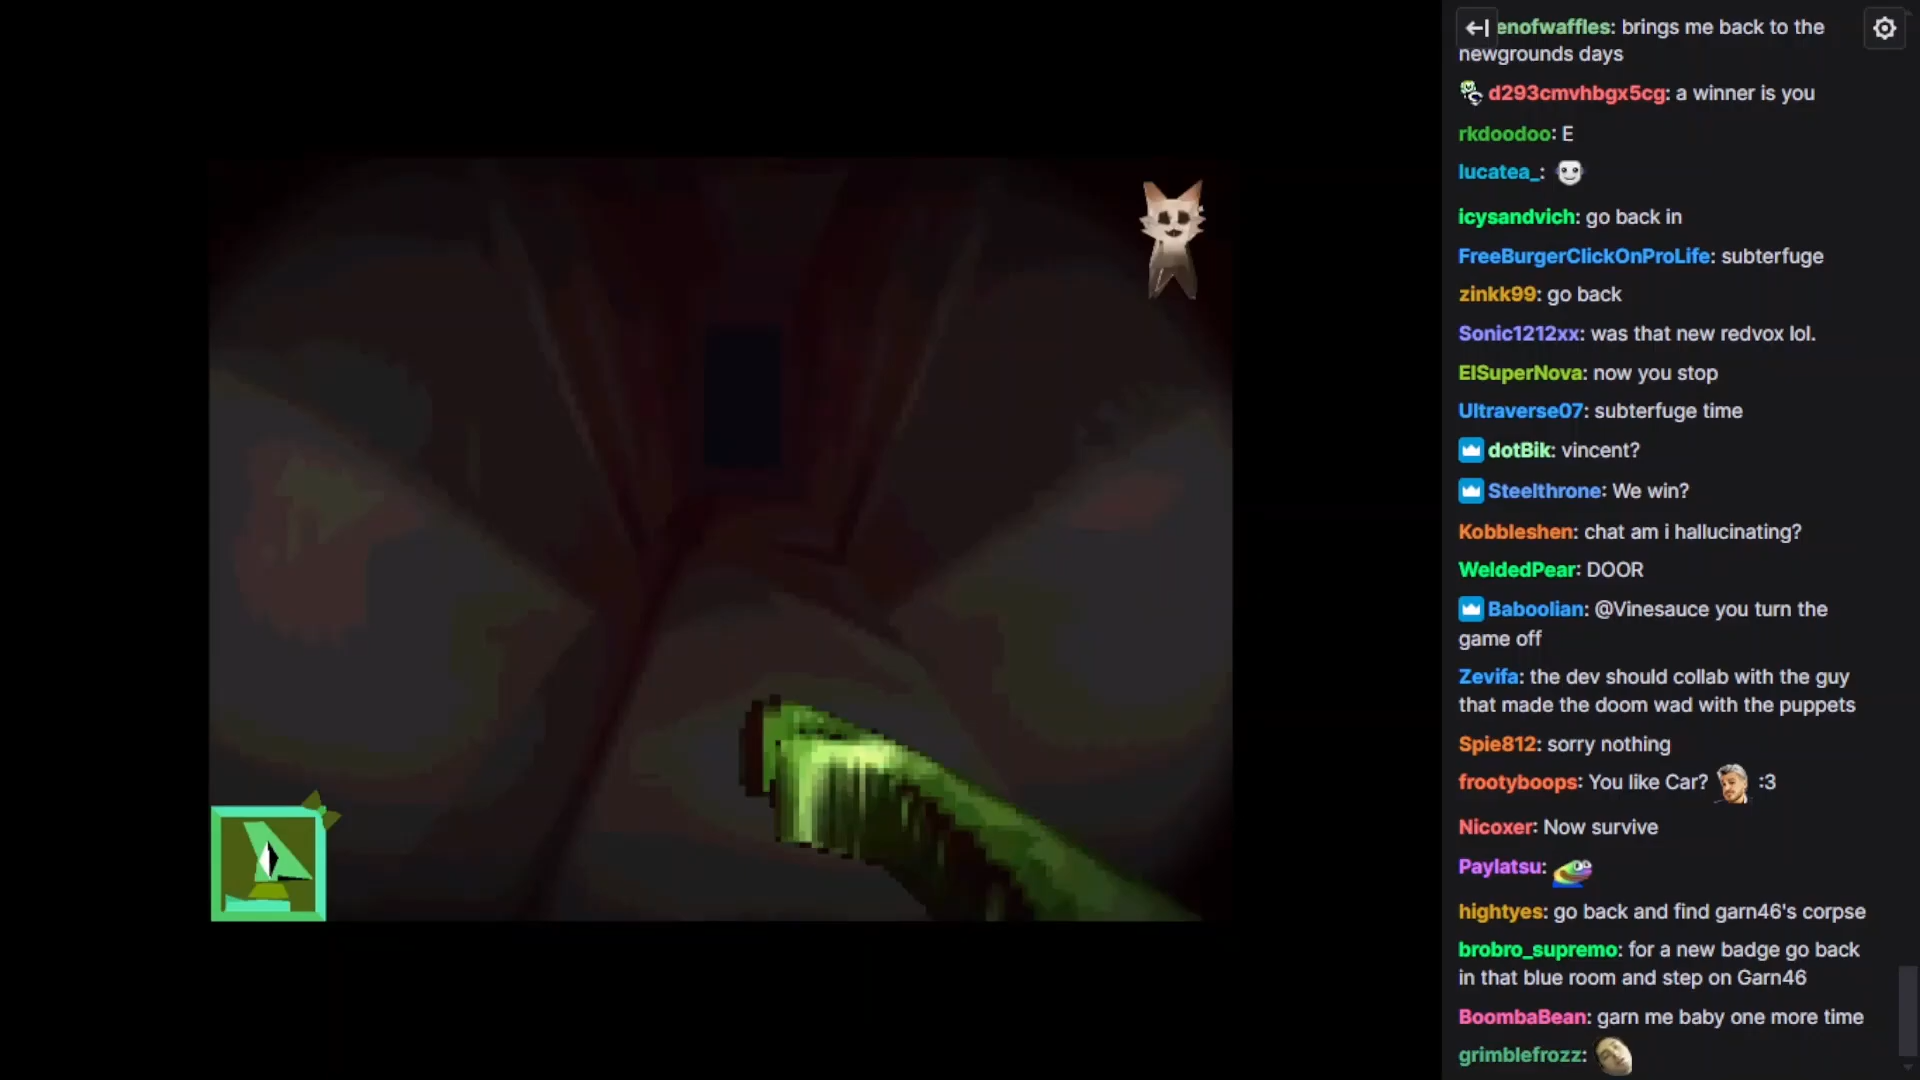 enofwaffles: brings me back to the
newgrounds days
d293cmvhbgx5cg: a winner is you
rkdoodoo: E
lucatea_:
icysandvich: go back in
FreeBurgerClickOnProLife: subterfuge
zinkk99: go back
Sonic1212xx: was that new redvox lol.
ElSuperNova: now you stop
Ultraverse07: subterfuge time
dotBik: vincent?
Steelthrone: We win?
Kobbleshen: chat am i hallucinating?
WeldedPear: DOOR
Baboolian: @Vinesauce you turn the
game off
Zevifa: the dev should collab with the guy
that made the doom wad with the puppets
Spie812: sorry nothing
frootyboops: You like Car? :3
Nicoxer: Now survive
Paylatsu:
hightyes: go back and find garn46's corpse
brobro_supremo: for a new badge go back
in that blue room and step on Garn46
BoombaBean: garn me baby one more time
grimblefrozz: